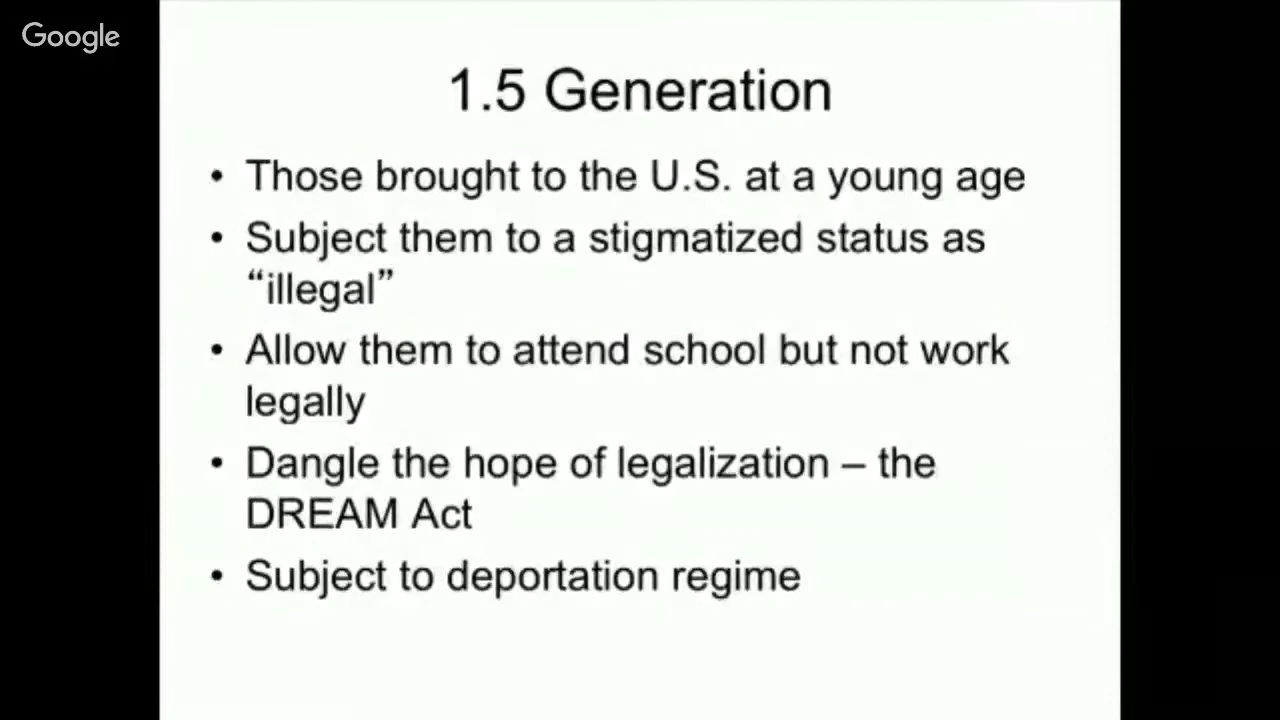 Google
1.5 Generation
• Those brought to the U.S. at a young age
• Subject them to a stigmatized status as
“illegal”
• Allow them to attend school but not work
legally
• Dangle the hope of legalization – the
DREAM Act
• Subject to deportation regime